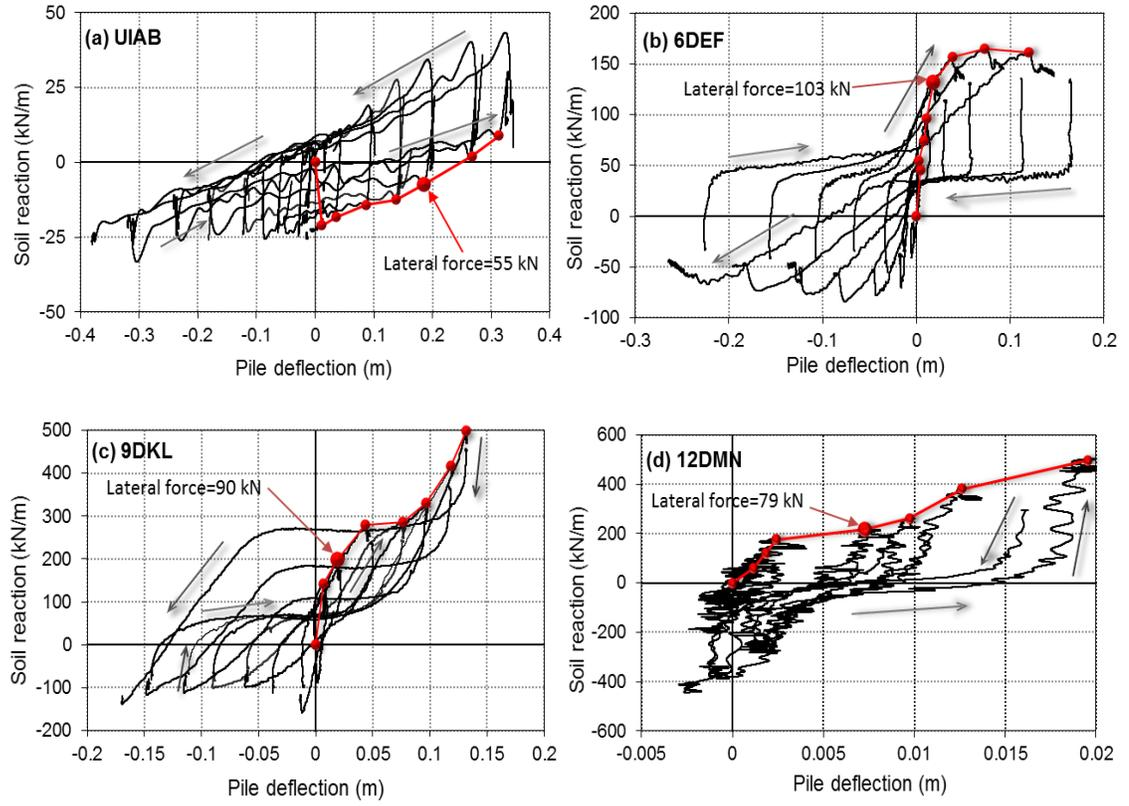 (a) UIAB
50
25
0
-25
-50
Soil reaction (kN/m)
Lateral force=55 kN
-0.4 -0.3 -0.2 -0.1 0 0.1 0.2 0.3 0.4
Pile deflection (m)
(b) 6DEF
200
150
100
50
0
-50
-100
Soil reaction (kN/m)
Lateral force=103 kN
-0.3 -0.2 -0.1 0 0.1 0.2
Pile deflection (m)
(c) 9DKL
500
400
300
200
100
0
-100
-200
Soil reaction (kN/m)
Lateral force=90 kN
-0.2 -0.15 -0.1 -0.05 0 0.05 0.1 0.15 0.2
Pile deflection (m)
(d) 12DMN
600
400
200
0
-200
-400
-600
Soil reaction (kN/m)
Lateral force=79 kN
-0.005 0 0.005 0.01 0.015 0.02
Pile deflection (m)